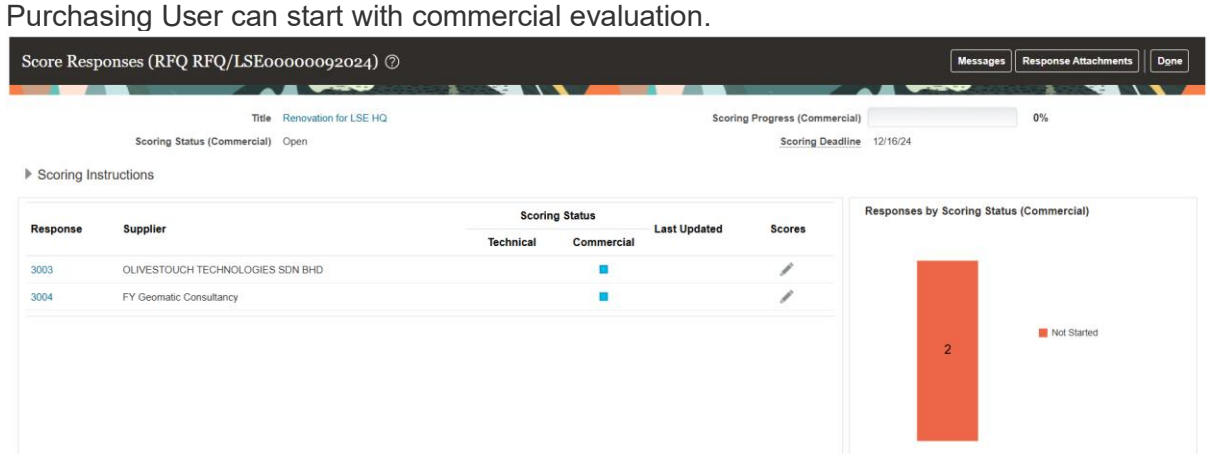 Purchasing User can start with commercial evaluation.
Score Responses (RFQ RFQ/LSE00000092024)
Messages
Response Attachments
Done
Title Renovation for LSE HQ
Scoring Progress (Commercial) 0%
Scoring Status (Commercial) Open
Scoring Deadline 12/16/24
Scoring Instructions
Response Supplier Scoring Status Last Updated Scores
Technical Commercial
3003 OLIVESTOUCH TECHNOLOGIES SDN BHD
3004 FY Geomatic Consultancy
Responses by Scoring Status (Commercial)
2
Not Started